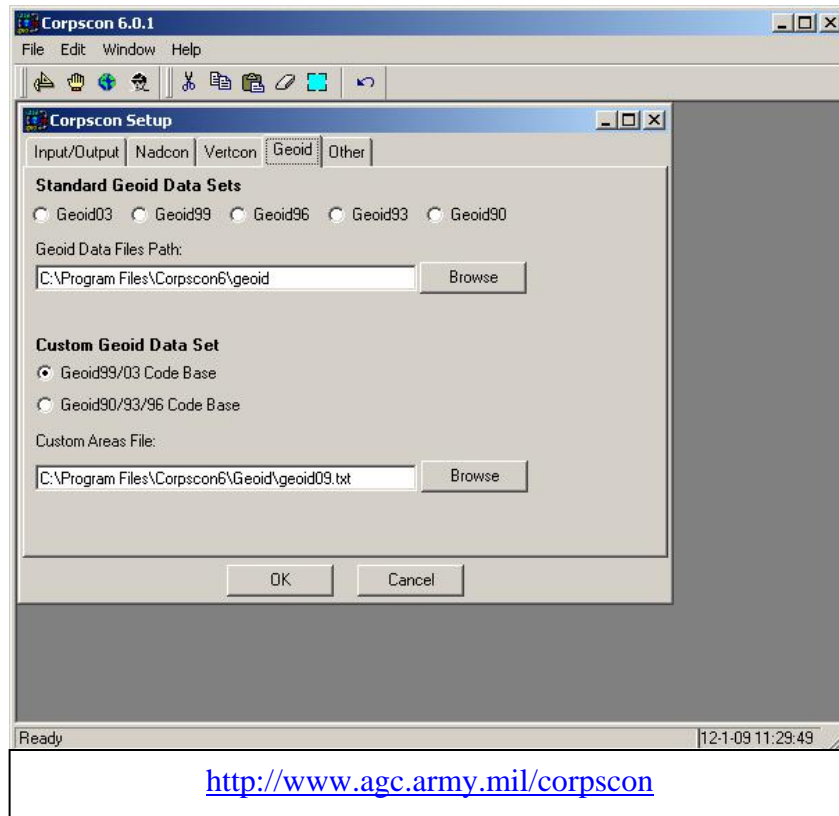 Corpscon 6.0.1
File Edit Window Help
Corpscon Setup
Input/Output Nadcon Vertcon Geoid Other
Standard Geoid Data Sets
Geoid03 Geoid99 Geoid96 Geoid93 Geoid90
Geoid Data Files Path:
C:\Program Files\Corpscon6\geoid Browse
Custom Geoid Data Set
Geoid99/03 Code Base
Geoid90/93/96 Code Base
Custom Areas File:
C:\Program Files\Corpscon6\Geoid\geoid09.txt Browse
OK Cancel
Ready 12-1-09 11:29:49
http://www.agc.army.mil/corpscon